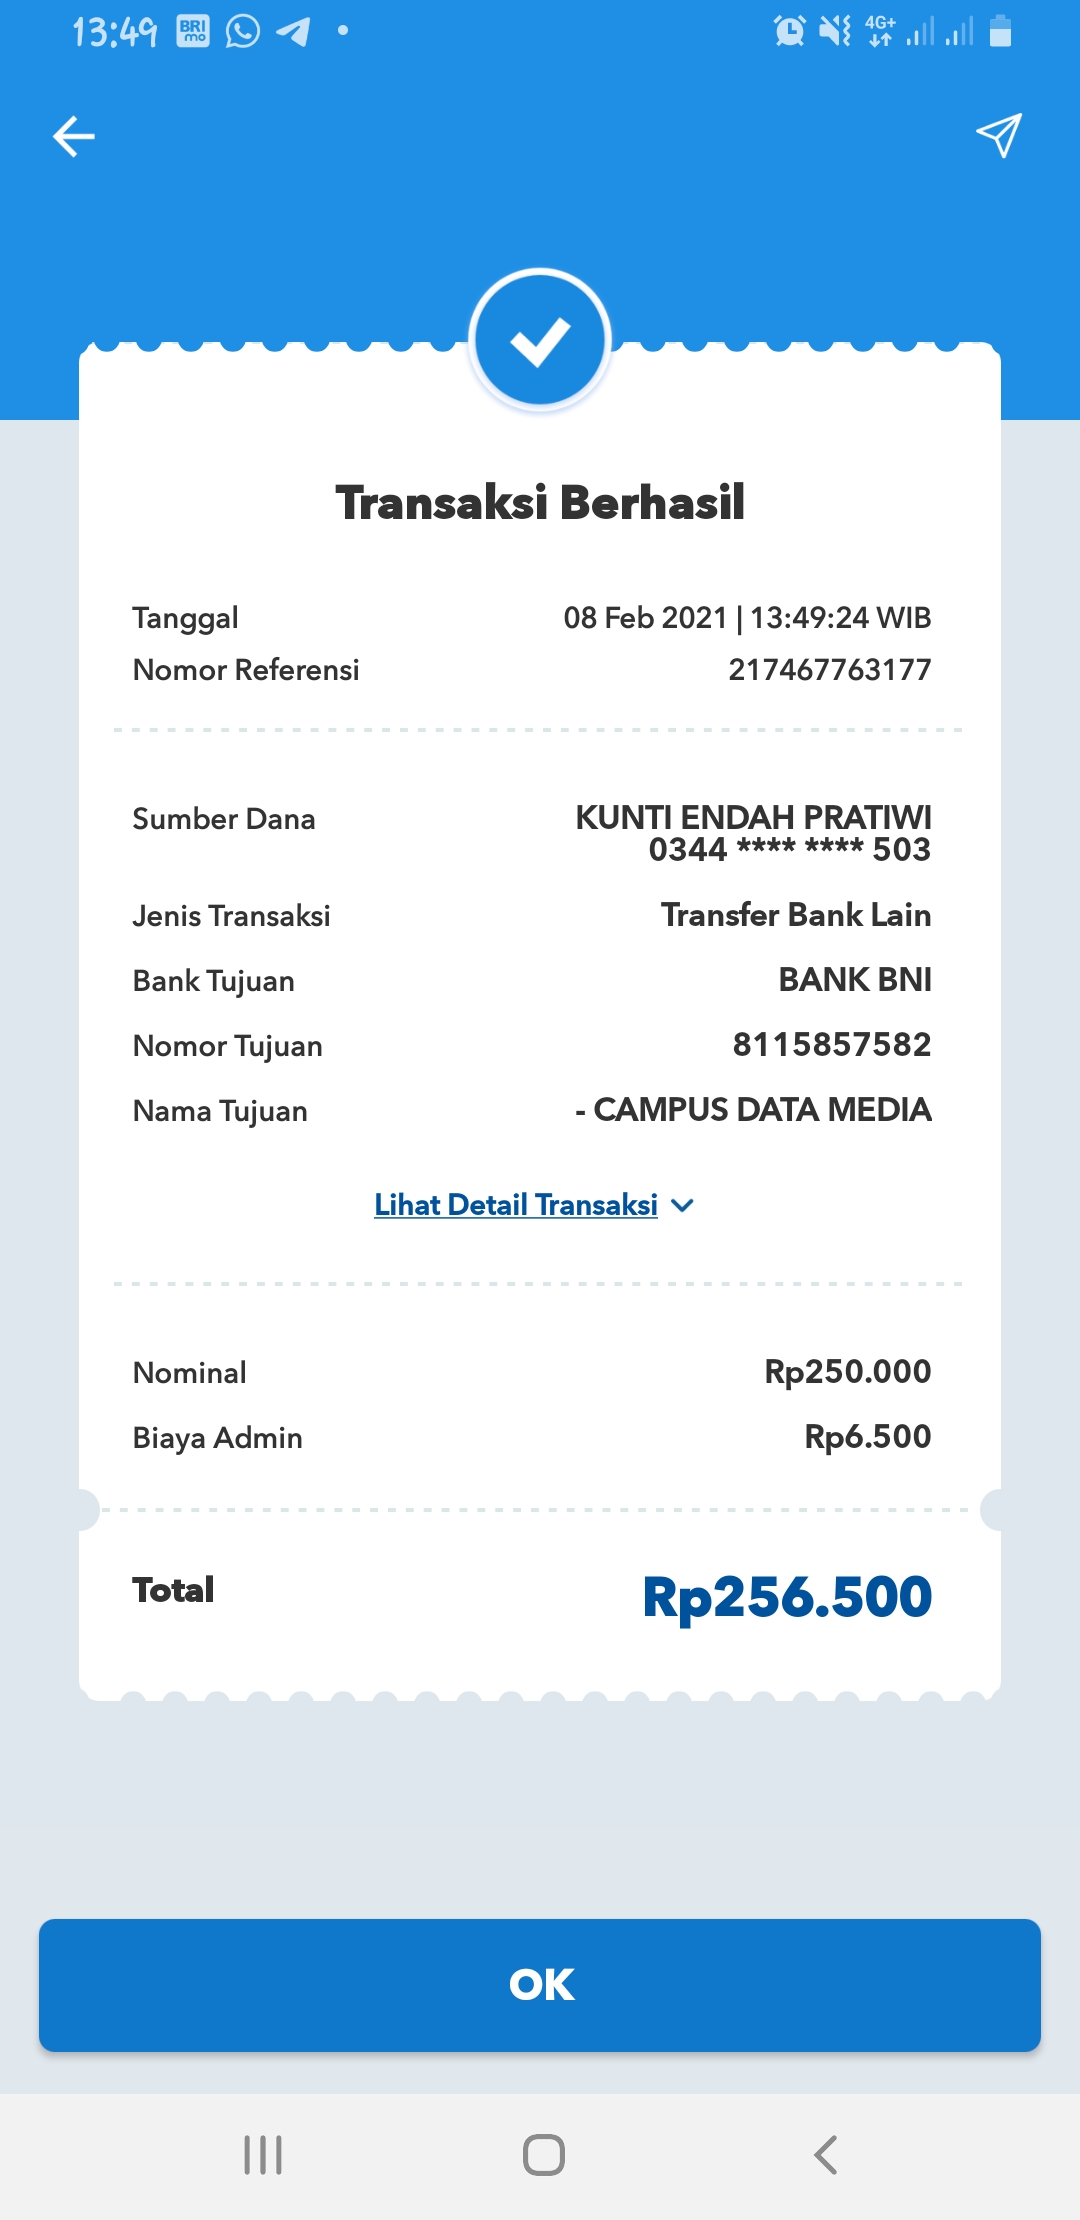 13:49 BRI mo 4G+
Transaksi Berhasil
Tanggal 08 Feb 2021 | 13:49:24 WIB
Nomor Referensi 217467763177
Sumber Dana KUNTI ENDAH PRATIWI
0344 **** **** 503
Jenis Transaksi Transfer Bank Lain
Bank Tujuan BANK BNI
Nomor Tujuan 8115857582
Nama Tujuan - CAMPUS DATA MEDIA
Lihat Detail Transaksi
Nominal Rp250.000
Biaya Admin Rp6.500
Total Rp256.500
OK